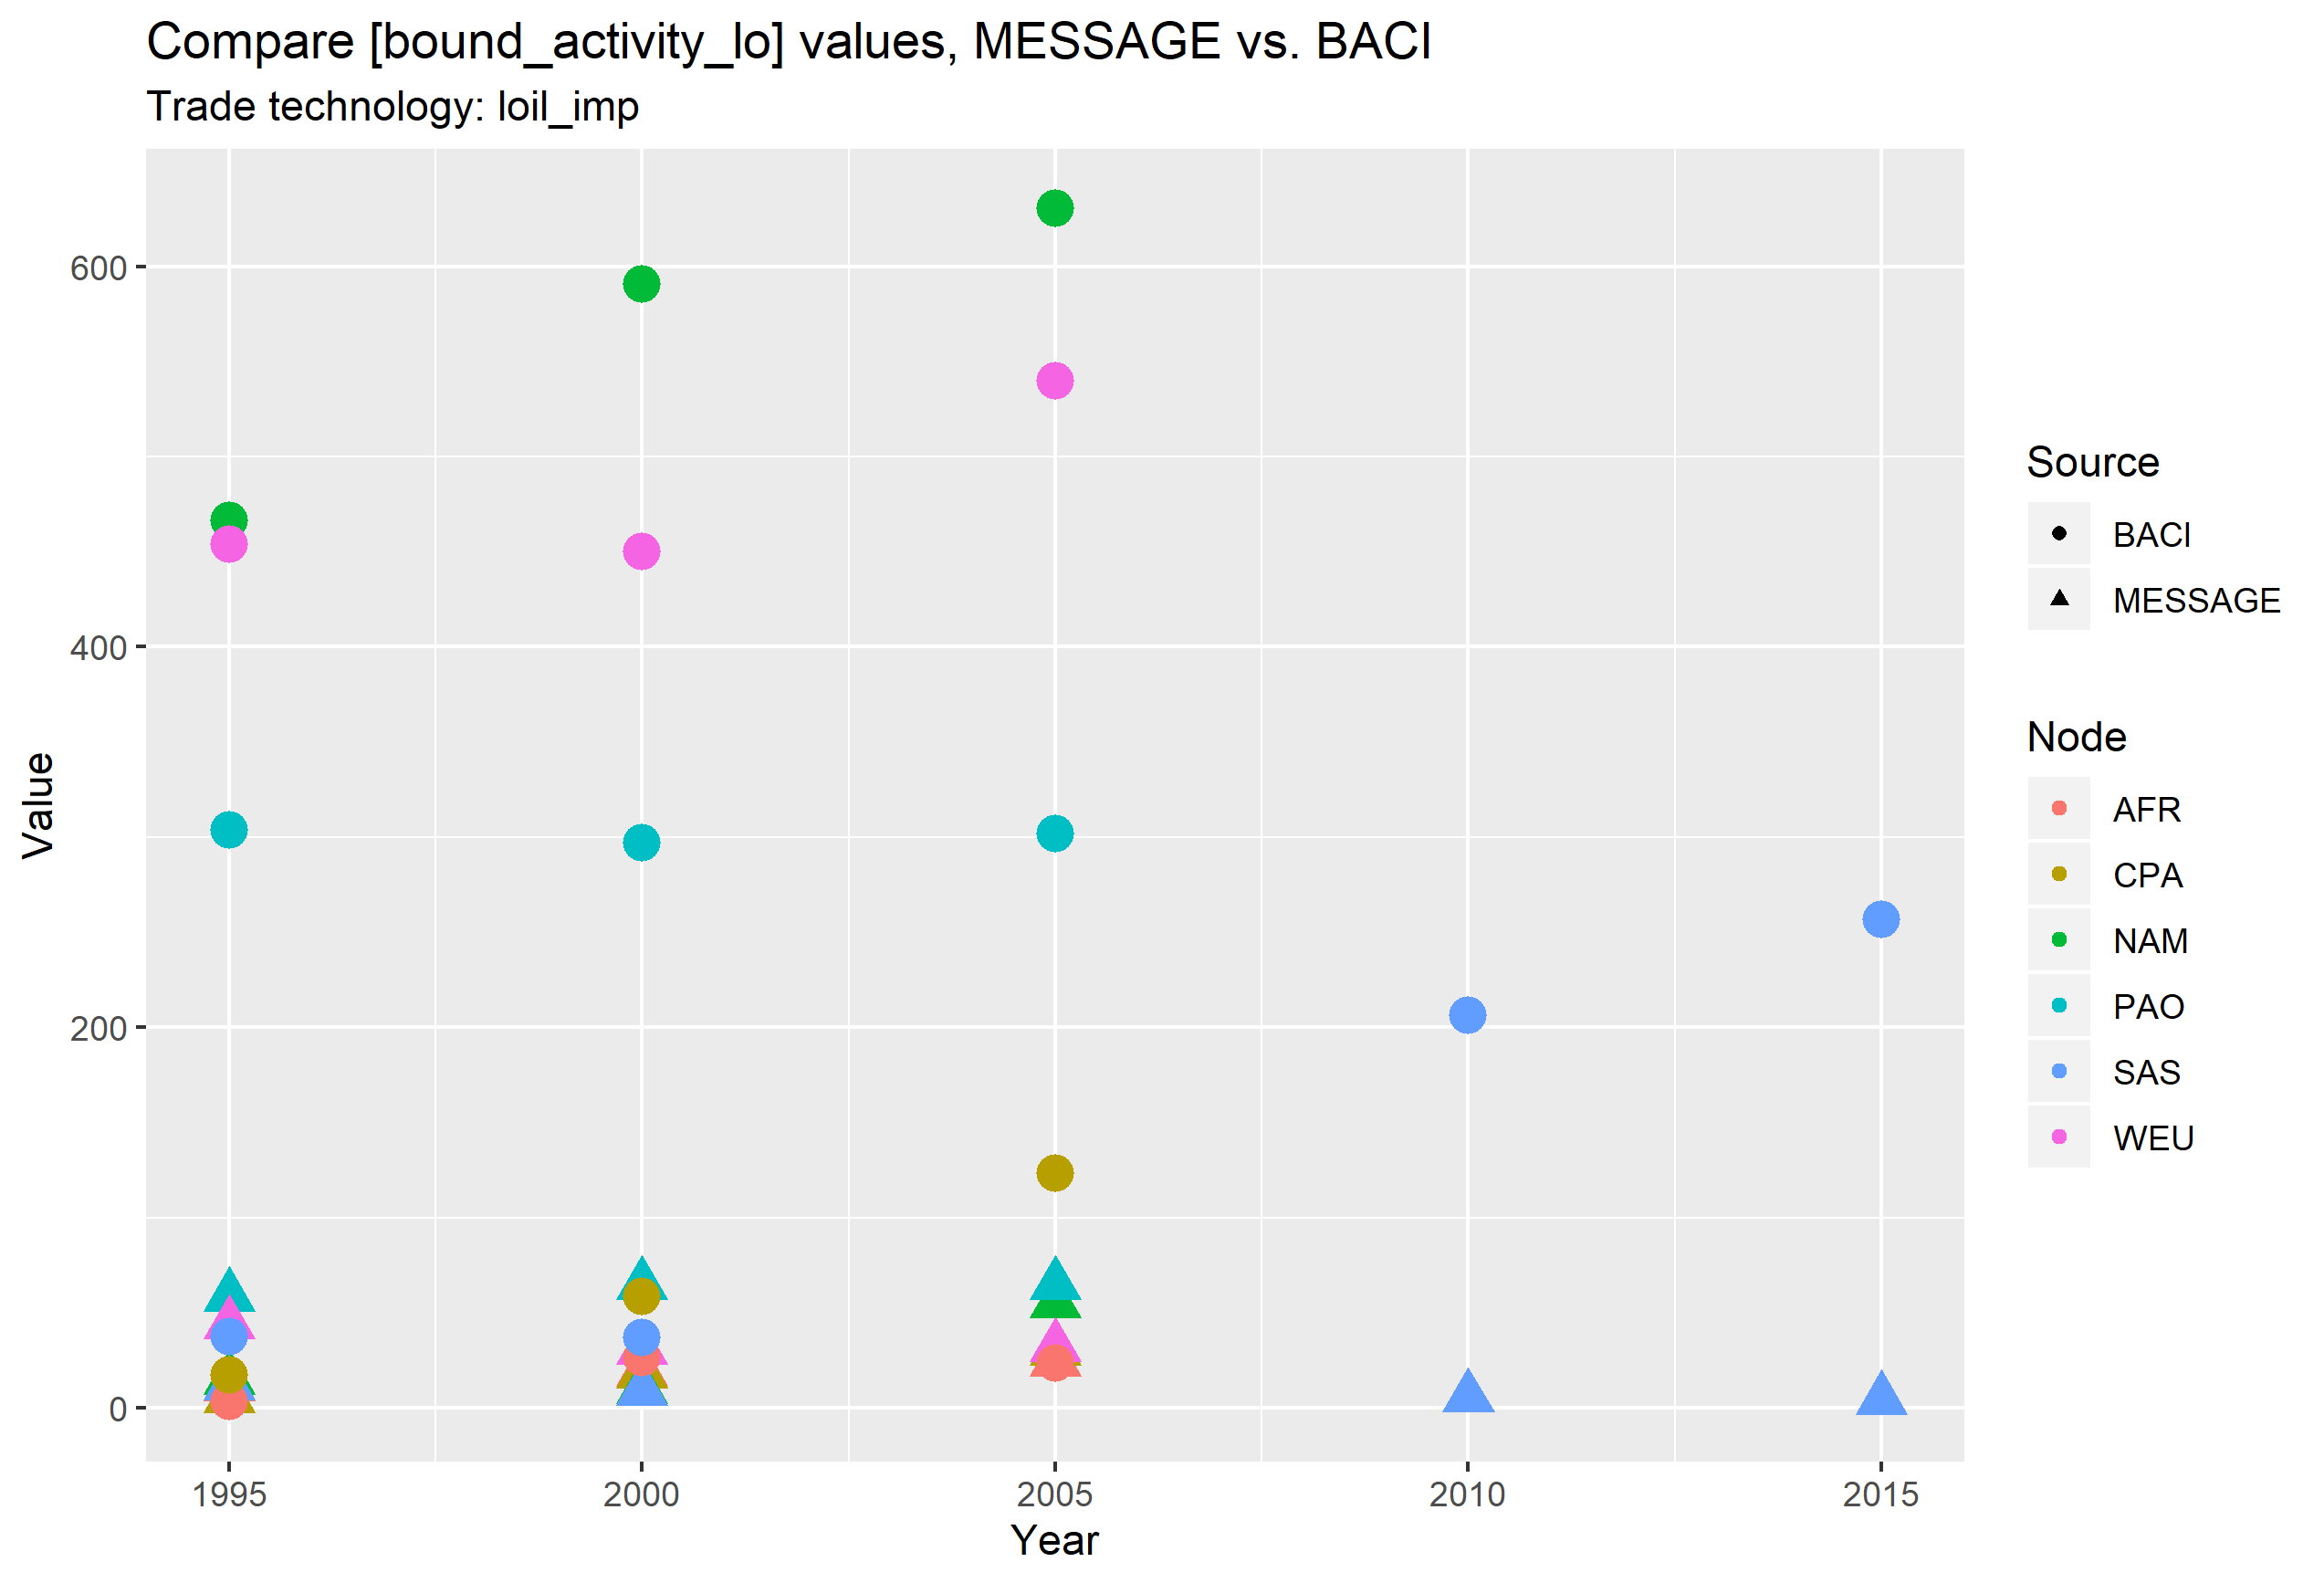 Compare [bound_activity_lo] values, MESSAGE vs. BACI
Trade technology: loil_imp
Value
600
400
200
0
1995 2000 2005 2010 2015
Year
Source
BACI
MESSAGE
Node
AFR
CPA
NAM
PAO
SAS
WEU